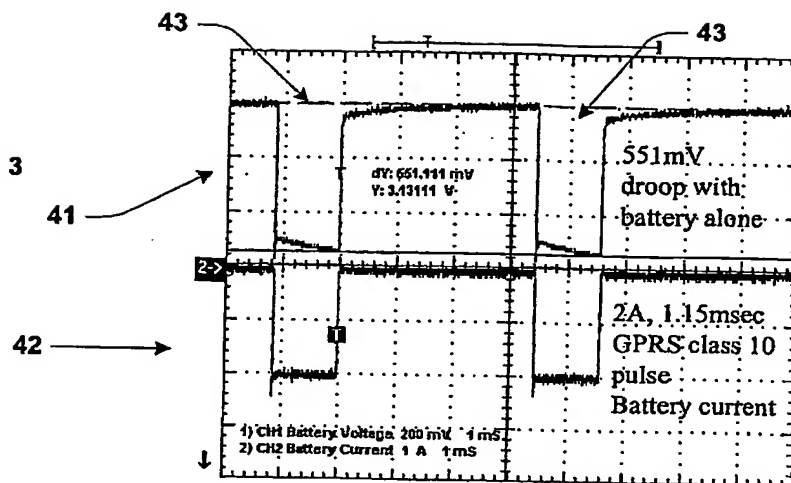 43
43
3
41
dY: 551.111 mV
Y: 3.13111 V
551mV
droop with
battery alone
2->
42
T
2A, 1.15msec
GPRS class 10
pulse
Battery current
1) CH1 Battery Voltage 200 mV 1 mS
2) CH2 Battery Current 1 A 1 mS